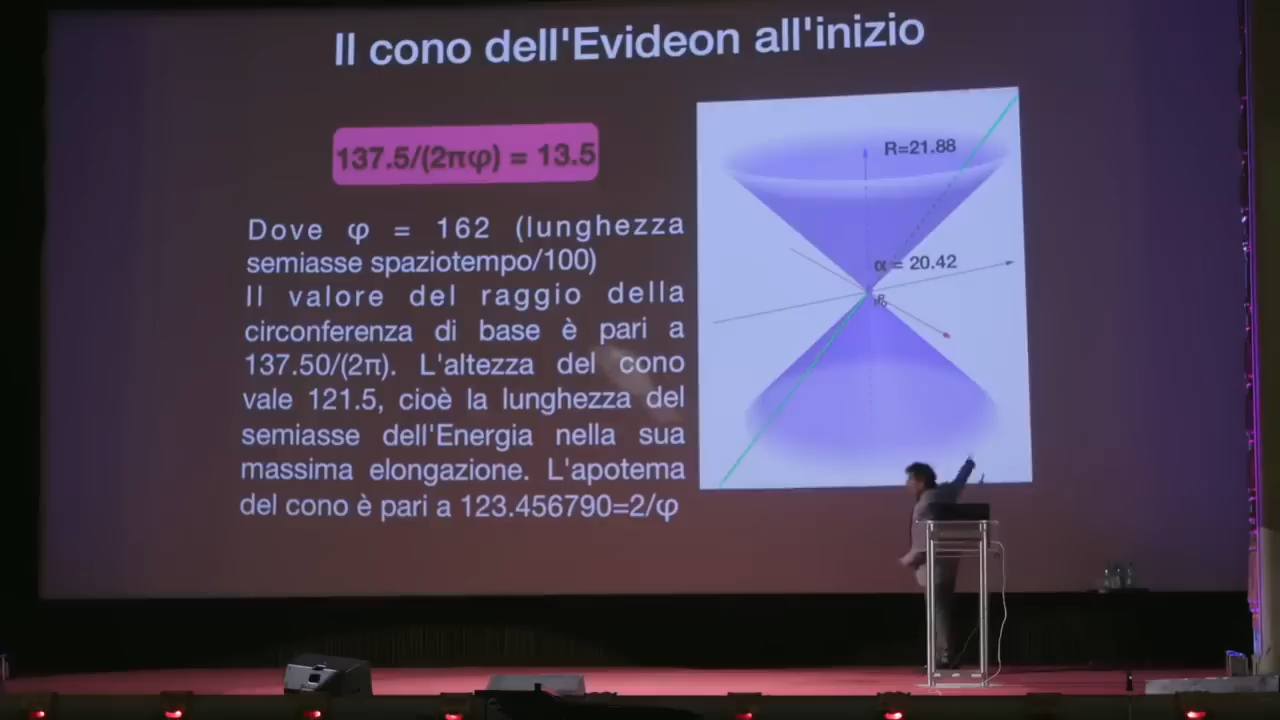 Il cono dell'Evideon all'inizio
137.5/(2πφ) = 13.5
Dove φ = 162 (lunghezza
semiasse spaziotempo/100)
Il valore del raggio della
circonferenza di base è pari a
137.50/(2π). L'altezza del cono
vale 121.5, cioè la lunghezza del
semiasse dell'Energia nella sua
massima elongazione. L'apotema
del cono è pari a 123.456790=2/φ
R=21.88
α = 20.42